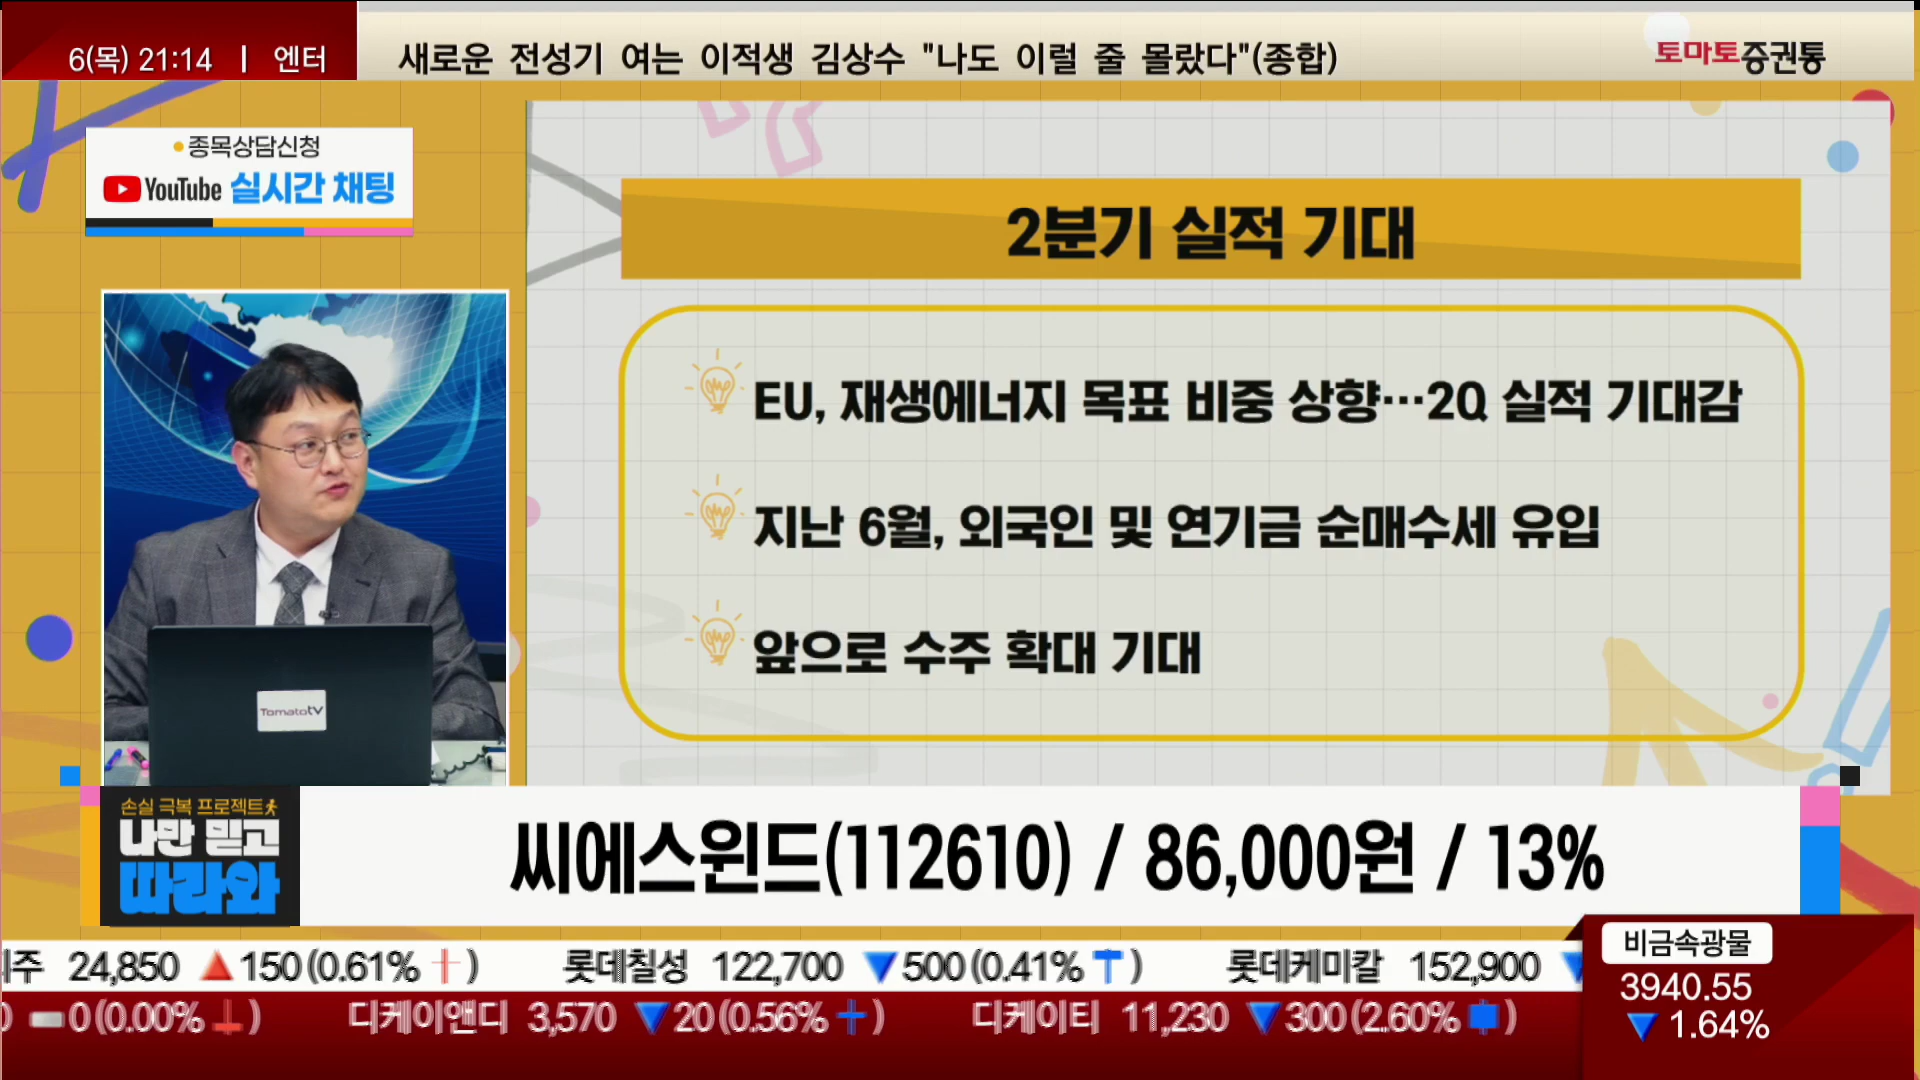 6(목) 21:14 | 엔터
새로운 전성기 여는 이적생 김상수 "나도 이럴 줄 몰랐다"(종합)
토마토증권통
종목상담신청
YouTube 실시간 채팅
2분기 실적 기대
EU, 재생에너지 목표 비중 상향…2Q 실적 기대감
지난 6월, 외국인 및 연기금 순매수세 유입
앞으로 수주 확대 기대
TomatotV
손실 극복 프로젝트
나만 믿고
따라와
씨에스윈드(112610) / 86,000원 / 13%
주 24,850 ▲150(0.61%) 롯데칠성 122,700 ▼500(0.41%) 롯데케미칼 152,900 ▼
0(0.00%) 디케이앤디 3,570 ▼20(0.56%) 디케이티 11,230 ▼300(2.60%)
비금속광물
3940.55
▼ 1.64%